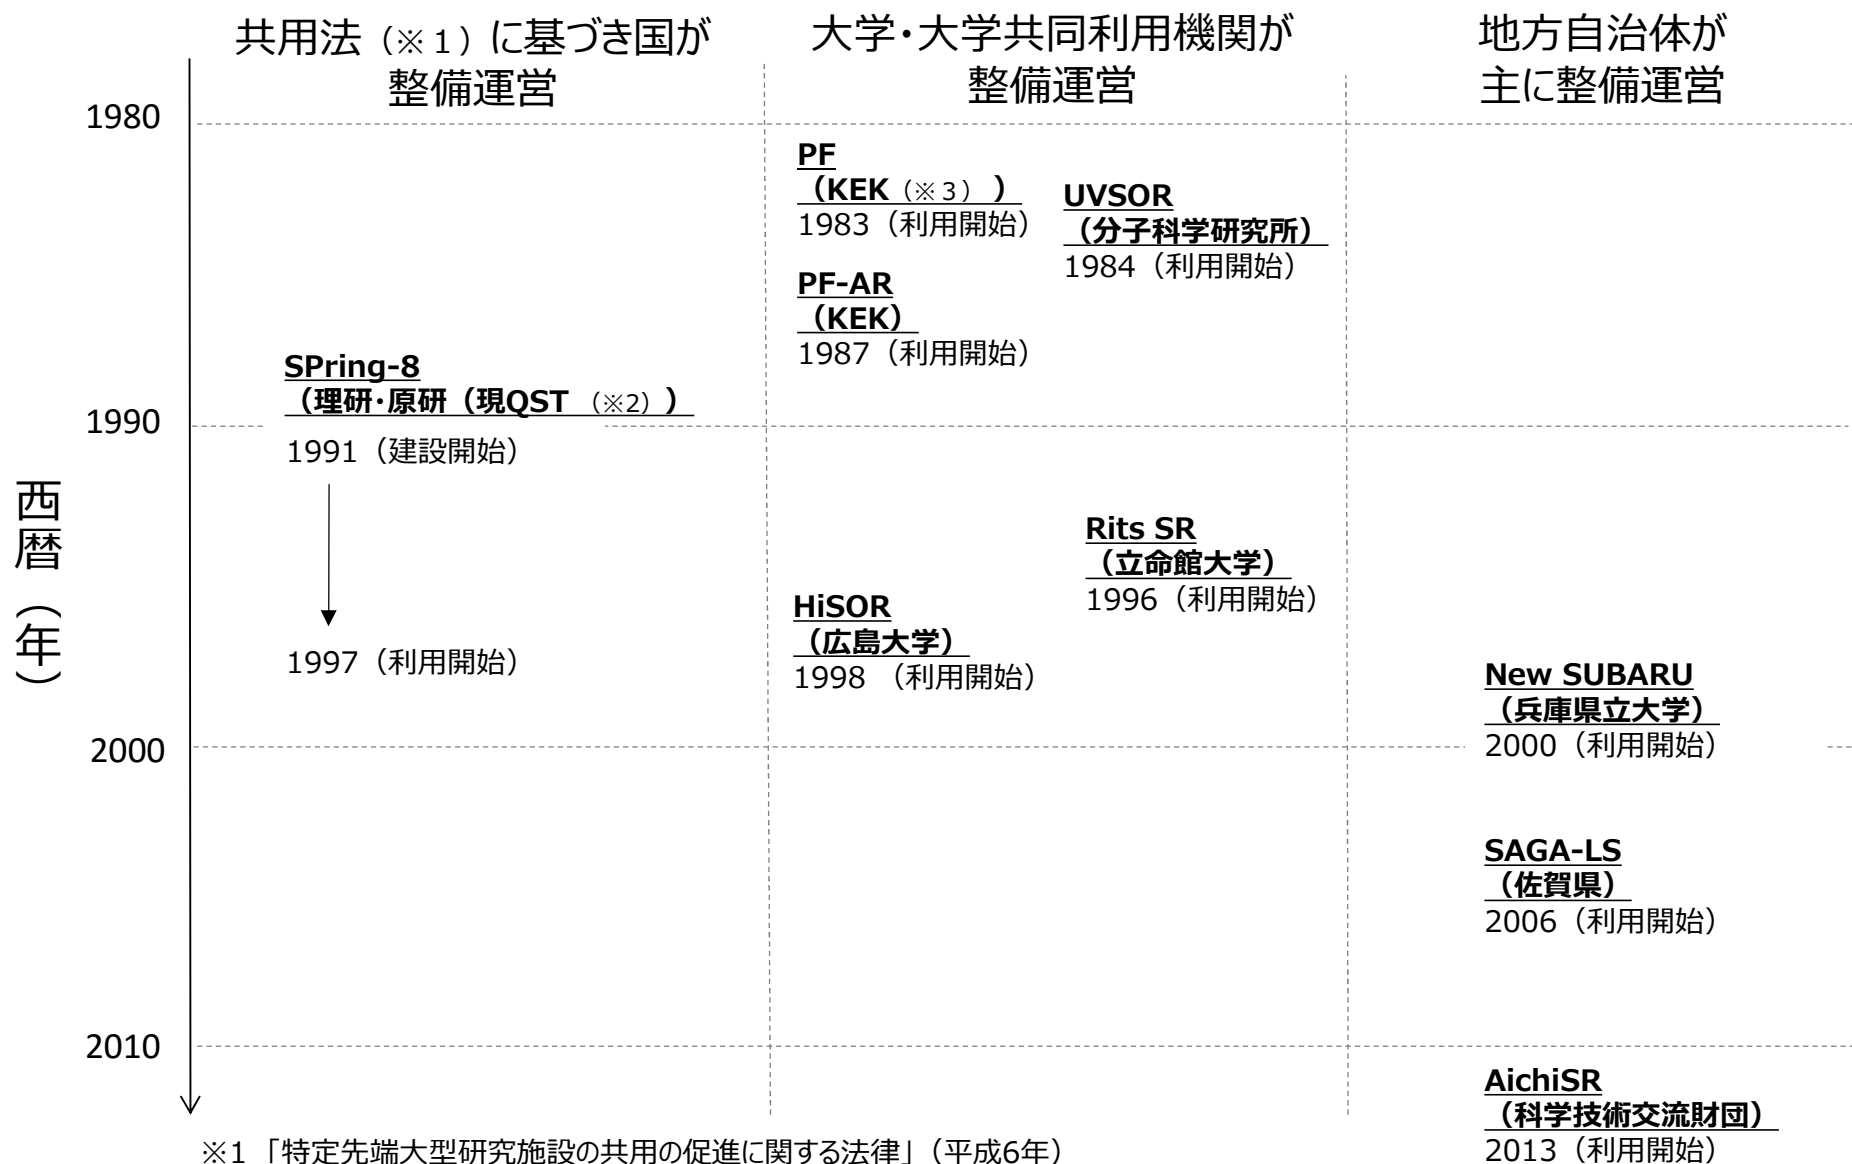 共用法（※１）に基づき国が
整備運営
大学・大学共同利用機関が
整備運営
地方自治体が
主に整備運営
西暦（年）
1980
1990
2000
2010
SPring-8
（理研・原研（現QST（※2））
1991（建設開始）
1997（利用開始）
PF
（KEK（※３））
1983（利用開始）
UVSOR
（分子科学研究所）
1984（利用開始）
PF-AR
（KEK）
1987（利用開始）
Rits SR
（立命館大学）
1996（利用開始）
HiSOR
（広島大学）
1998 （利用開始）
New SUBARU
（兵庫県立大学）
2000（利用開始）
SAGA-LS
（佐賀県）
2006（利用開始）
AichiSR
（科学技術交流財団）
2013（利用開始）
※1「特定先端大型研究施設の共用の促進に関する法律」（平成6年）